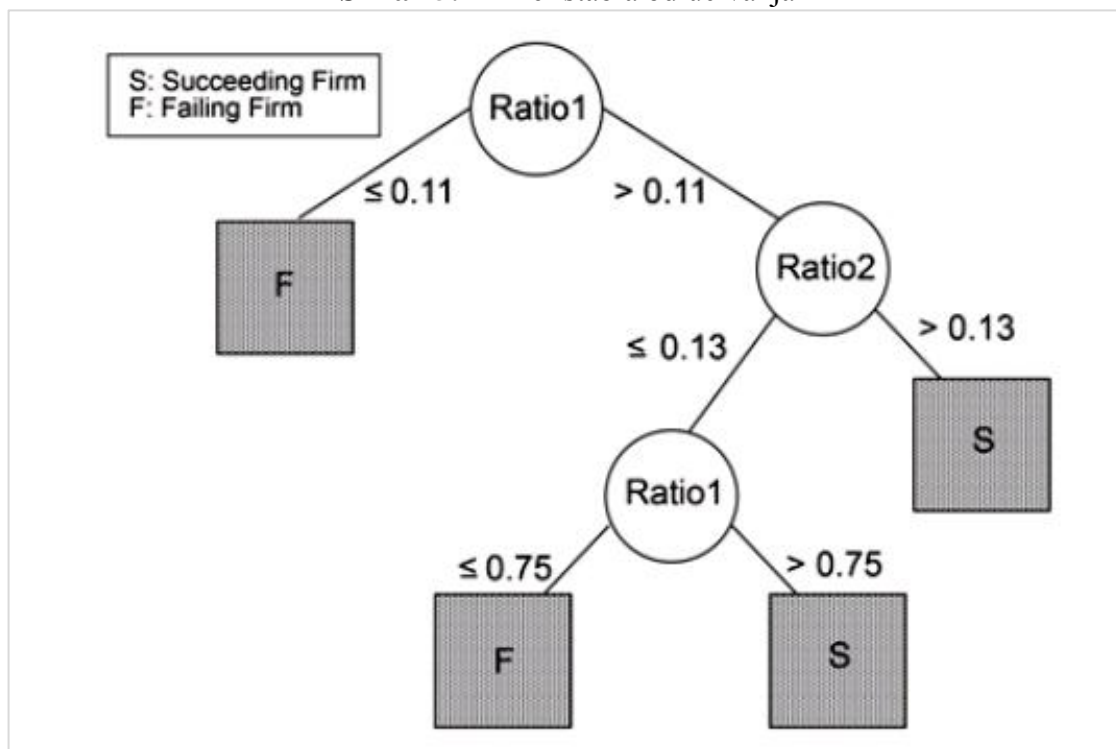 S: Succeeding Firm
F: Failing Firm
Ratio1
≤ 0.11
> 0.11
F
Ratio2
≤ 0.13
> 0.13
S
Ratio1
≤ 0.75
> 0.75
F
S